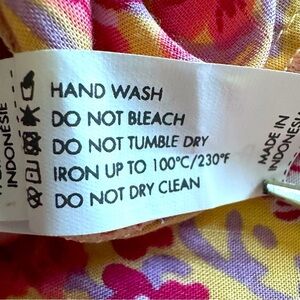 HAND WASH
DO NOT BLEACH
DO NOT TUMBLE DRY
IRON UP TO 100°C/230°F
DO NOT DRY CLEAN
MADE IN
INDONESIA
INDONESIE